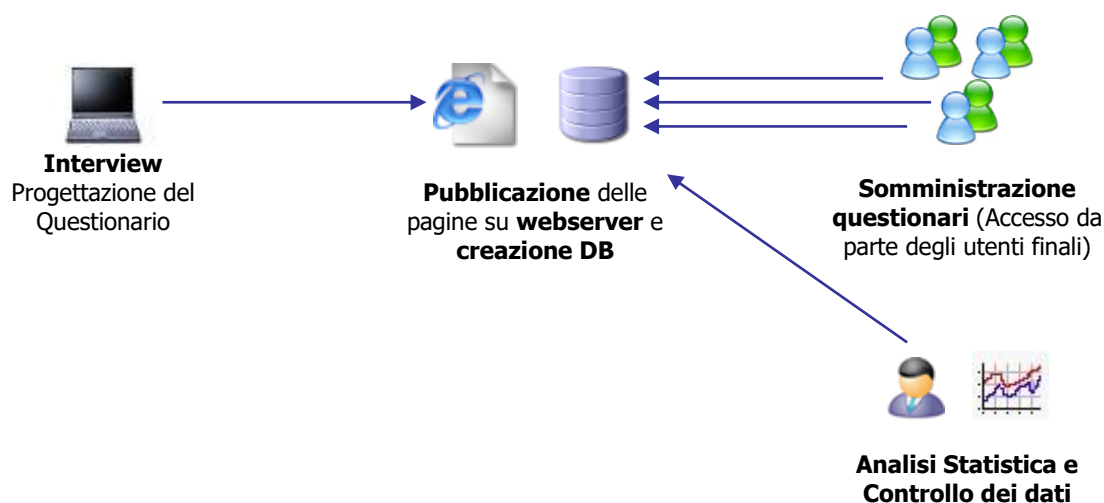 Interview
Progettazione del
Questionario
Pubblicazione delle
pagine su webserver e
creazione DB
Somministrazione
questionari (Accesso da
parte degli utenti finali)
Analisi Statistica e
Controllo dei dati